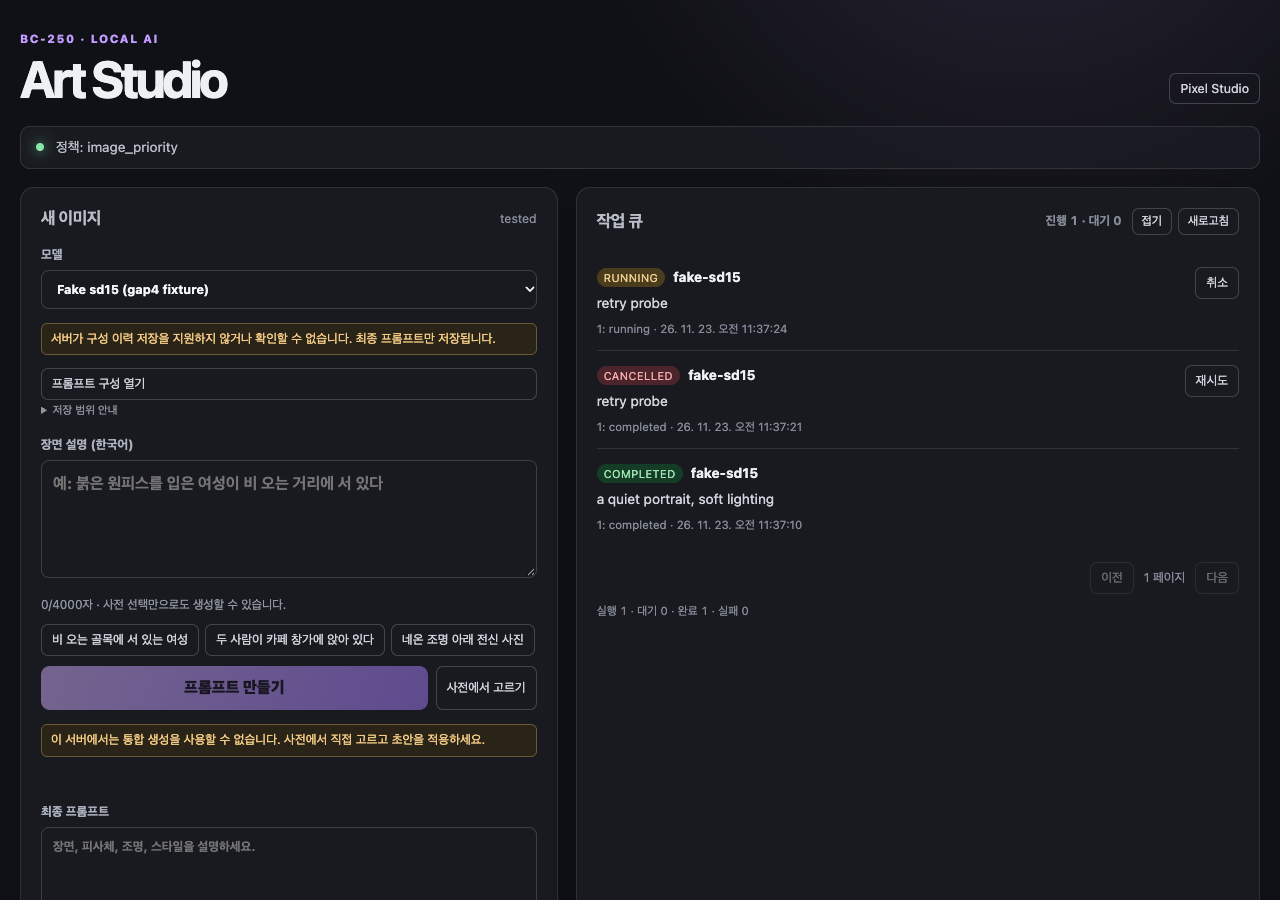 BC-250 · LOCAL AI
Art Studio
Pixel Studio
정책: image_priority
새 이미지
tested
모델
Fake sd15 (gap4 fixture)
서버가 구성 이력 저장을 지원하지 않거나 확인할 수 없습니다. 최종 프롬프트만 저장됩니다.
프롬프트 구성 열기
저장 범위 안내
장면 설명 (한국어)
예: 붉은 원피스를 입은 여성이 비 오는 거리에 서 있다
0/4000자 · 사전 선택만으로도 생성할 수 있습니다.
비 오는 골목에 서 있는 여성
두 사람이 카페 창가에 앉아 있다
네온 조명 아래 전신 사진
프롬프트 만들기
사전에서 고르기
이 서버에서는 통합 생성을 사용할 수 없습니다. 사전에서 직접 고르고 초안을 적용하세요.
최종 프롬프트
장면, 피사체, 조명, 스타일을 설명하세요.
작업 큐
진행 1 · 대기 0
접기
새로고침
RUNNING fake-sd15
취소
retry probe
1: running · 26. 11. 23. 오전 11:37:24
CANCELLED fake-sd15
재시도
retry probe
1: completed · 26. 11. 23. 오전 11:37:21
COMPLETED fake-sd15
a quiet portrait, soft lighting
1: completed · 26. 11. 23. 오전 11:37:10
이전
1 페이지
다음
실행 1 · 대기 0 · 완료 1 · 실패 0